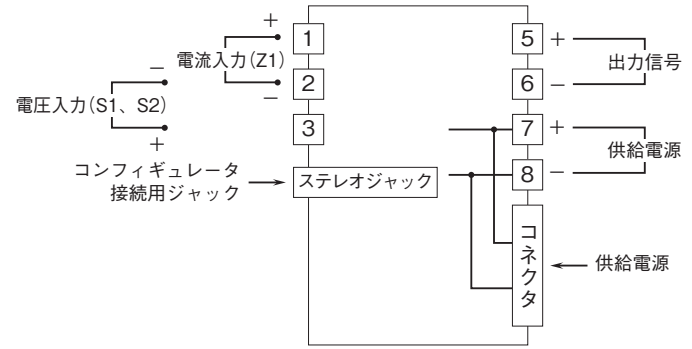 +
電流入力(Z1)
−
−
電圧入力(S1、S2)
+
1
2
3
コンフィギュレータ
接続用ジャック
ステレオジャック
5 +
出力信号
6 −
7 +
供給電源
8 −
コネクタ
供給電源